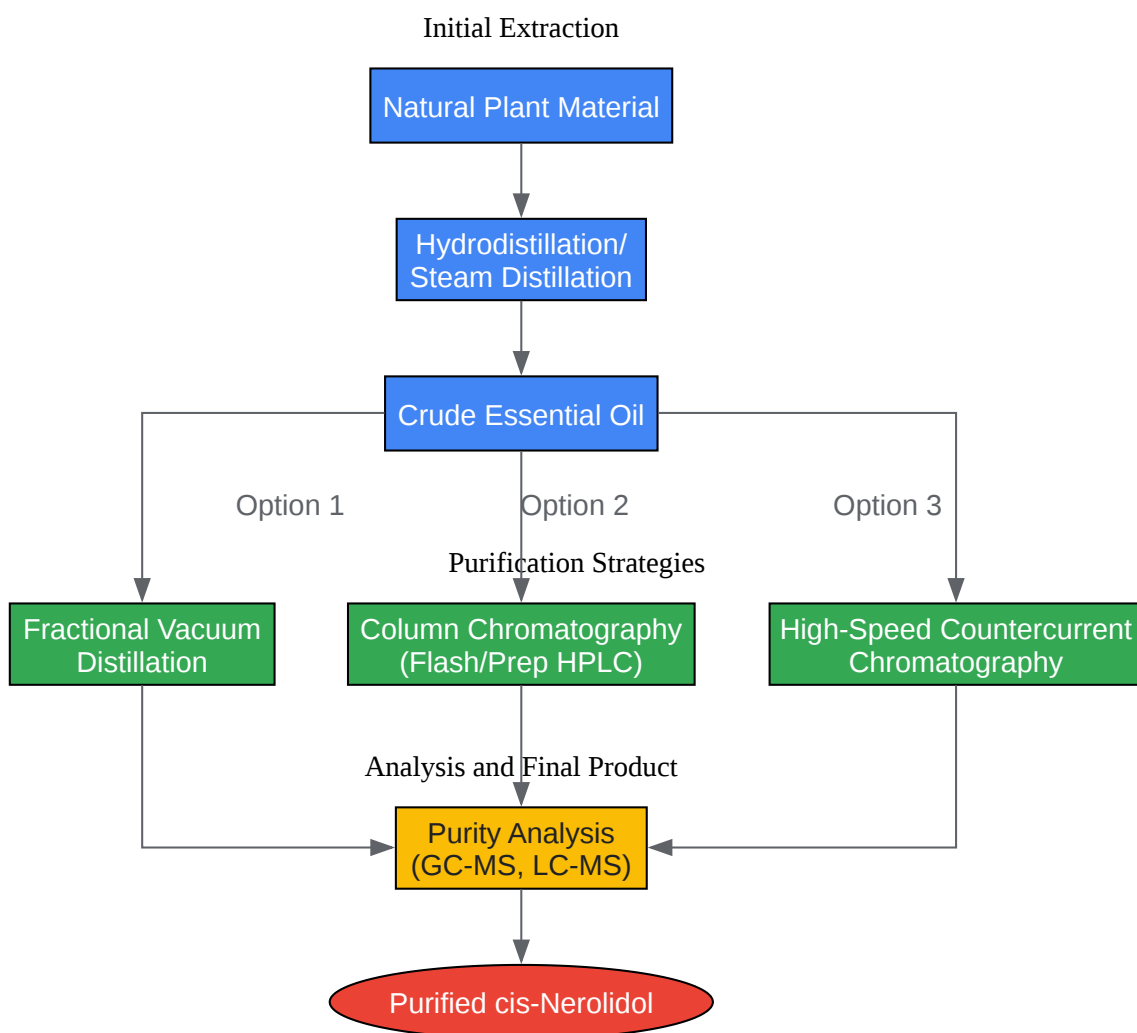 Initial Extraction
Natural Plant Material
Hydrodistillation/
Steam Distillation
Crude Essential Oil
Option 1
Option 2
Option 3
Purification Strategies
Fractional Vacuum
Distillation
Column Chromatography
(Flash/Prep HPLC)
High-Speed Countercurrent
Chromatography
Analysis and Final Product
Purity Analysis
(GC-MS, LC-MS)
Purified cis-Nerolidol